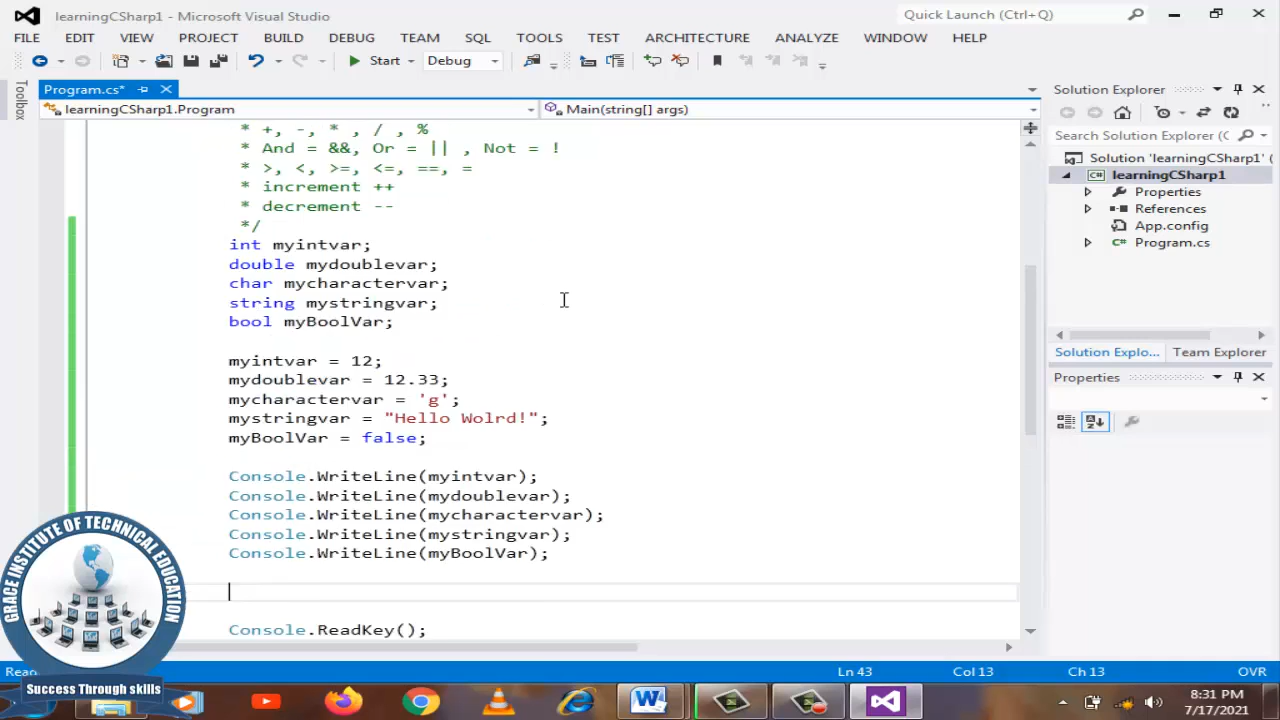 learningCSharp1 - Microsoft Visual Studio
Quick Launch (Ctrl+Q)
FILE EDIT VIEW PROJECT BUILD DEBUG TEAM SQL TOOLS TEST ARCHITECTURE ANALYZE WINDOW HELP
Start Debug
Toolbox
Program.cs*
learningCSharp1.Program
Main(string[] args)
* +, -, * , / , %
* And = &&, Or = || , Not = !
* >, <, >=, <=, ==, =
* increment ++
* decrement --
*/
int myintvar;
double mydoublevar;
char mycharactervar;
string mystringvar;
bool myBoolVar;
myintvar = 12;
mydoublevar = 12.33;
mycharactervar = 'g';
mystringvar = "Hello Wolrd!";
myBoolVar = false;
Console.WriteLine(myintvar);
Console.WriteLine(mydoublevar);
Console.WriteLine(mycharactervar);
Console.WriteLine(mystringvar);
Console.WriteLine(myBoolVar);
Console.ReadKey();
Solution Explorer
Search Solution Explorer (C
Solution 'learningCSharp1' (
learningCSharp1
Properties
References
App.config
Program.cs
Solution Explo... Team Explorer
Properties
GRACE INSTITUTE OF TECHNICAL EDUCATION
Success Through skills
Ln 43 Col 13 Ch 13 OVR
8:31 PM
7/17/2021